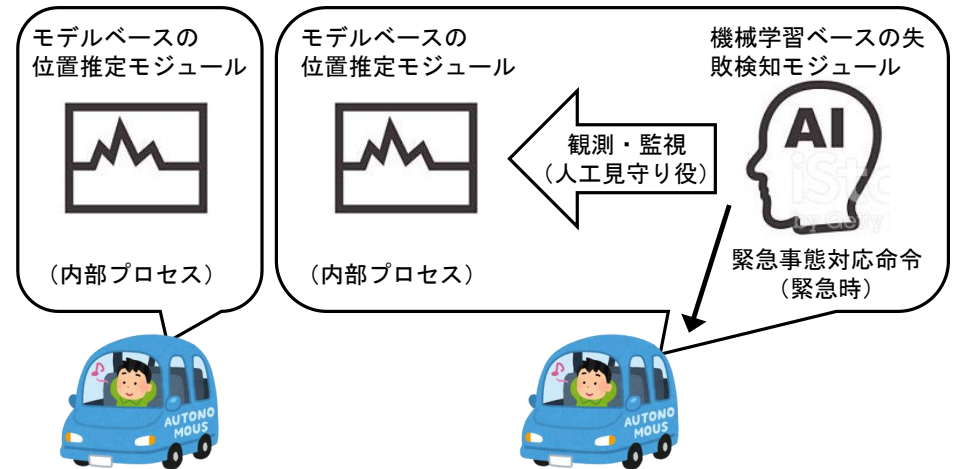 モデルベースの
位置推定モジュール
（内部プロセス）
AUTONO
MOUS
モデルベースの
位置推定モジュール
（内部プロセス）
観測・監視
（人工見守り役）
機械学習ベースの失
敗検知モジュール
AI
iSto
by Getty
緊急事態対応命令
（緊急時）
AUTONO
MOUS